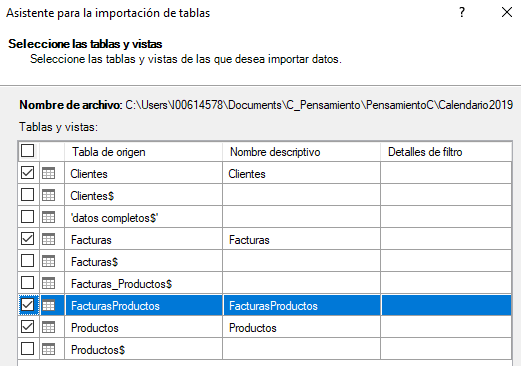 Asistente para la importación de tablas
? ×
Seleccione las tablas y vistas
Seleccione las tablas y vistas de las que desea importar datos.
Nombre de archivo: C:\Users\I00614578\Documents\C_Pensamiento\PensamientoC\Calendario2019
Tablas y vistas:
Tabla de origen Nombre descriptivo Detalles de filtro
Clientes Clientes
Clientes$
'datos completos$'
Facturas Facturas
Facturas$
Facturas_Productos$
FacturasProductos FacturasProductos
Productos Productos
Productos$